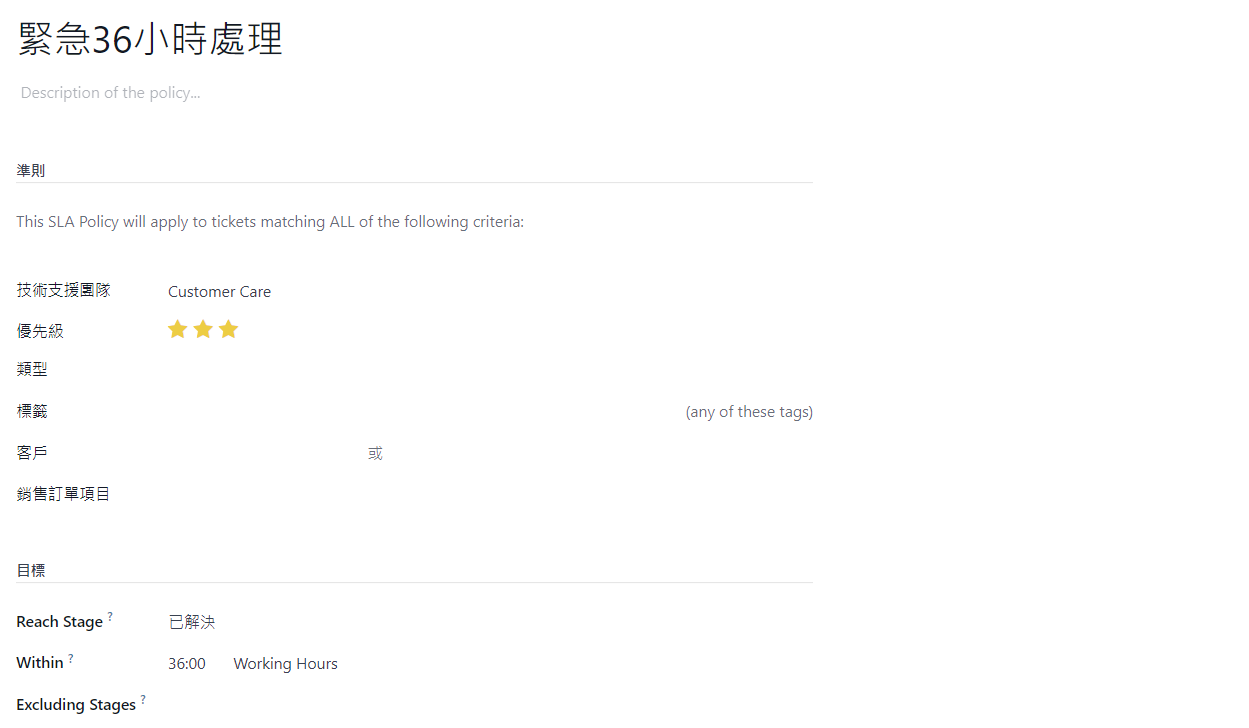 緊急36小時處理
Description of the policy...
準則
This SLA Policy will apply to tickets matching ALL of the following criteria:
技術支援團隊 Customer Care
優先級
類型
標籤 (any of these tags)
客戶 或
銷售訂單項目
目標
Reach Stage ? 已解決
Within ? 36:00 Working Hours
Excluding Stages ?